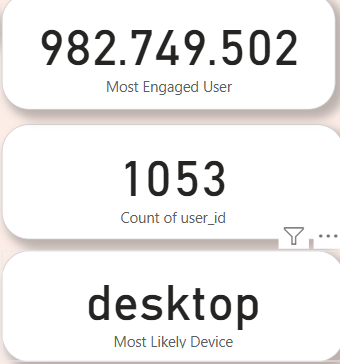 982.749.502
Most Engaged User
1053
Count of user_id
desktop
Most Likely Device